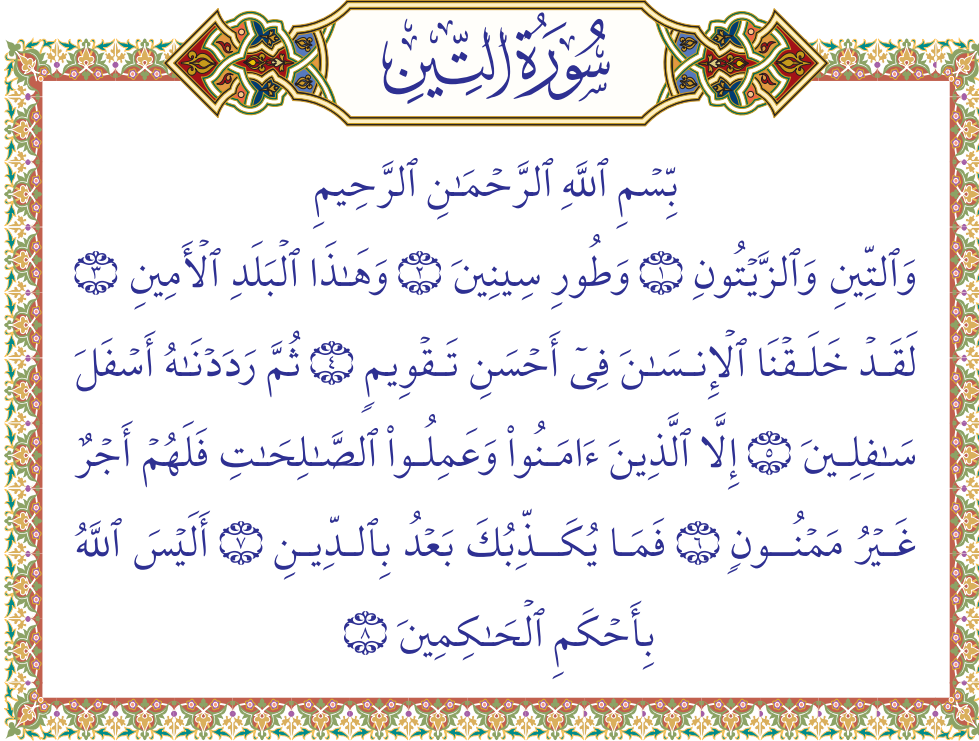 سُورَةُ التِّينِ
بِّسۡمِ ٱللَّهِ ٱلرَّحۡمَـٰنِ ٱلرَّحِيمِ
وَٱلتِّينِ وَٱلزَّيۡتُونِ ۝١ وَطُورِ سِينِينَ ۝٢ وَهَـٰذَا ٱلۡبَلَدِ ٱلۡأَمِينِ ۝٣
لَقَدۡ خَلَقۡنَا ٱلۡإِنسَـٰنَ فِىٓ أَحۡسَنِ تَقۡوِيمٍ ۝٤ ثُمَّ رَدَدۡنَـٰهُ أَسۡفَلَ
سَـٰفِلِينَ ۝٥ إِلَّا ٱلَّذِينَ ءَامَنُواْ وَعَمِلُواْ ٱلصَّـٰلِحَـٰتِ فَلَهُمۡ أَجۡرٌ
غَيۡرُ مَمۡنُونٍ ۝٦ فَمَا يُكَذِّبُكَ بَعۡدُ بِٱلدِّينِ ۝٧ أَلَيۡسَ ٱللَّهُ
بِأَحۡكَمِ ٱلۡحَـٰكِمِينَ ۝٨